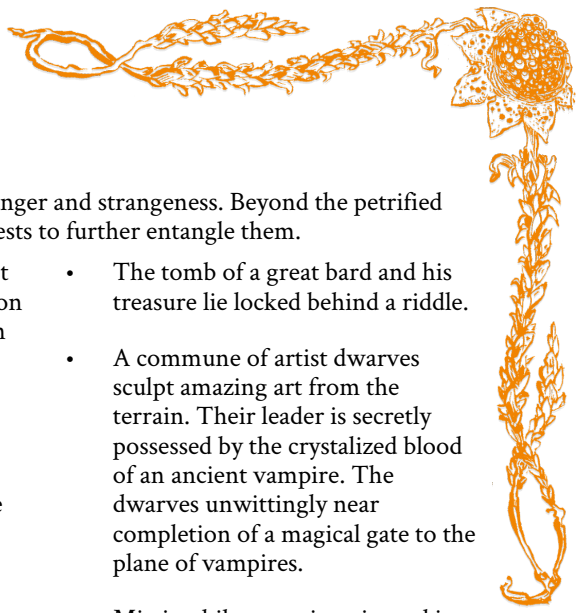 nger and strangeness. Beyond the petrified
ests to further entangle them.
t
on
n
e
• The tomb of a great bard and his
treasure lie locked behind a riddle.
• A commune of artist dwarves
sculpt amazing art from the
terrain. Their leader is secretly
possessed by the crystalized blood
of an ancient vampire. The
dwarves unwittingly near
completion of a magical gate to the
plane of vampires.